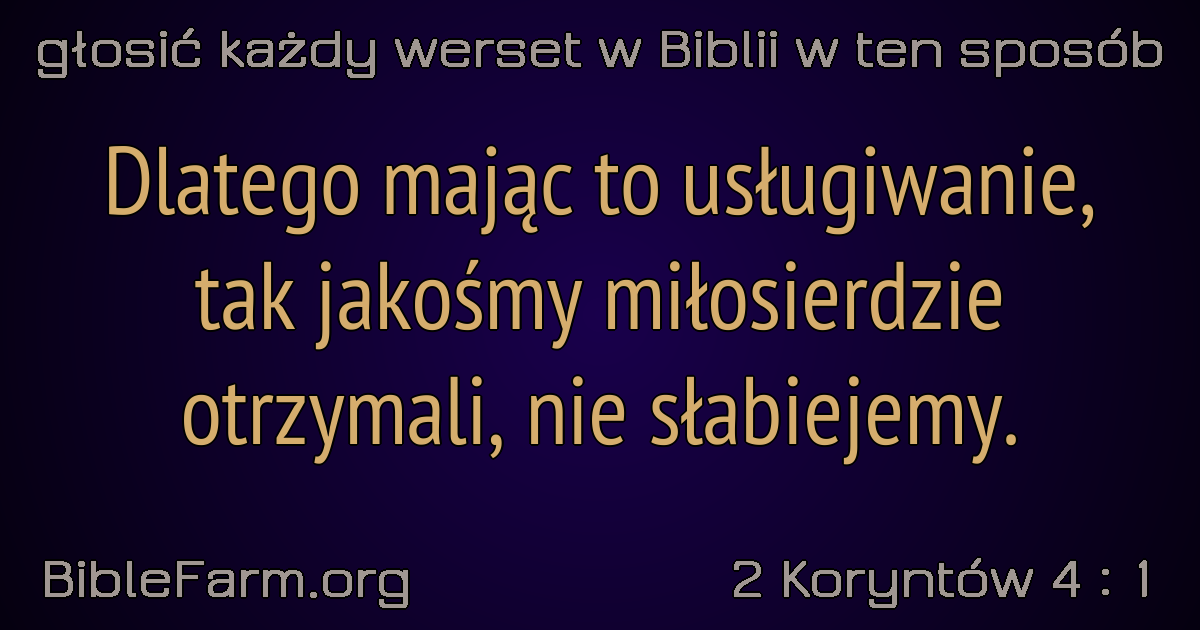 głosić każdy werset w Biblii w ten sposób
Dlatego mając to usługiwanie,
tak jakośmy miłosierdzie
otrzymali, nie słabiejemy.
BibleFarm.org
2 Koryntów 4 : 1